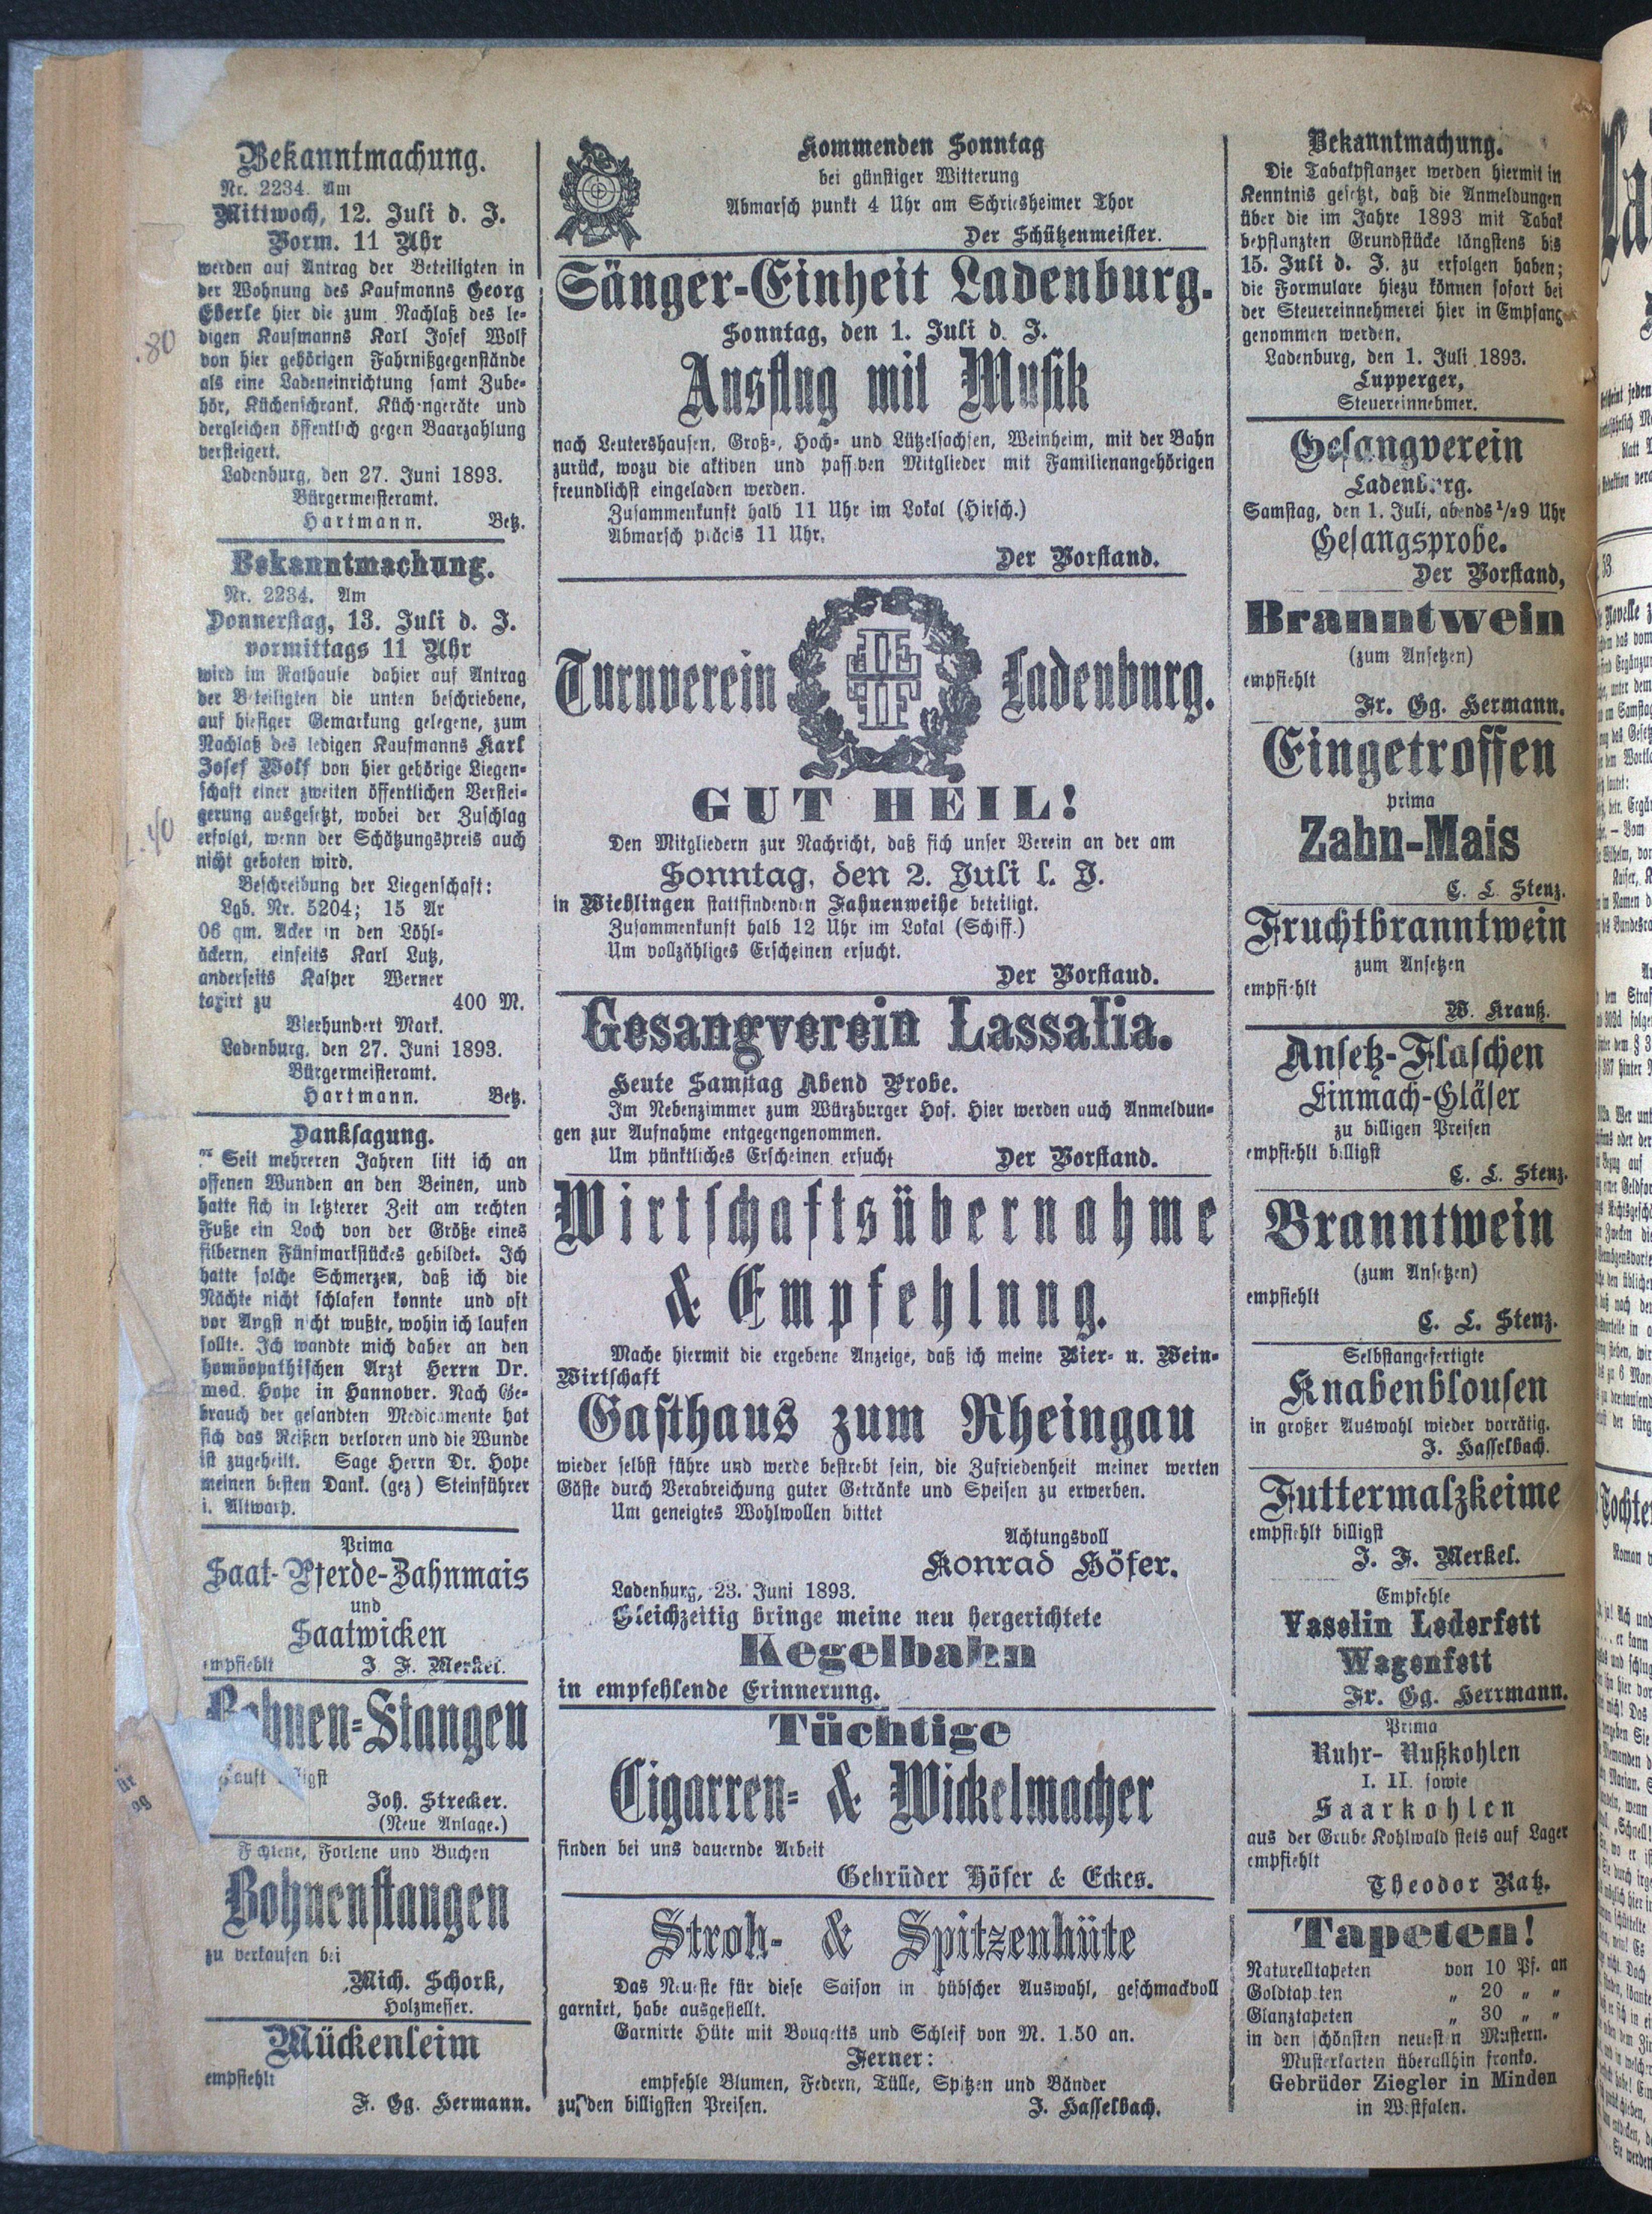 Bekanntmachung.
Nr. 2234. Am
Mittwoch, 12. Juli d. J.
Vorm. 11 Uhr
werden auf Antrag der Beteiligten in
der Wohnung des Kaufmanns Georg
Eberle hier die zum Nachlaß des le-
digen Kaufmanns Karl Josef Wolf
von hier gehörigen Fahrnißgegenstände
als eine Ladeneinrichtung samt Zube-
hör, Küchenschrank, Küchengeräte und
dergleichen öffentlich gegen Baarzahlung
versteigert.
Ladenburg, den 27. Juni 1893.
Bürgermeisteramt.
Hartmann. Betz.
Bekanntmachung.
Nr. 2234. Am
Donnerstag, 13. Juli d. J.
vormittags 11 Uhr
wird im Rathause dahier auf Antrag
der Beteiligten die unten beschriebene,
auf hiesiger Gemarkung gelegene, zum
Nachlaß des ledigen Kaufmanns Karl
Josef Wolf von hier gehörige Liegen-
schaft einer zweiten öffentlichen Verstei-
gerung ausgesetzt, wobei der Zuschlag
erfolgt, wenn der Schätzungspreis auch
nicht geboten wird.
Beschreibung der Liegenschaft:
Lgb. Nr. 5204; 15 Ar
06 qm. Acker in den Löhl-
äckern, einseits Karl Lutz,
anderseits Kasper Werner
taxirt zu 400 M.
Vierhundert Mark.
Ladenburg, den 27. Juni 1893.
Bürgermeisteramt.
Hartmann. Betz.
Danksagung.
Seit mehreren Jahren litt ich an
offenen Wunden an den Beinen, und
hatte sich in letzterer Zeit am rechten
Fuße ein Loch von der Größe eines
silbernen Fünfmarkstückes gebildet. Ich
hatte solche Schmerzen, daß ich die
Nächte nicht schlafen konnte und oft
vor Angst nicht wußte, wohin ich laufen
sollte. Ich wandte mich daher an den
homöopathischen Arzt Herrn Dr.
med. Hope in Hannover. Nach Ge-
brauch der gesandten Medicamente hat
sich das Reißen verloren und die Wunde
ist zugeheilt. Sage Herrn Dr. Hope
meinen besten Dank. (gez) Steinführer
i. Altwarp.
Prima
Saat-Pferde-Zahnmais
und
Saatwicken
empfiehlt J. F. Merkel.
Bohnen-Stangen
Joh. Strecker.
(Neue Anlage.)
Fichtene, Forlene und Buchen
Bohnenstangen
zu verkaufen bei
Mich. Schork,
Holzmesser.
Mückenleim
empfiehlt
F. Gg. Hermann.
Kommenden Sonntag
bei günstiger Witterung
Abmarsch punkt 4 Uhr am Schriesheimer Thor
Der Schützenmeister.
Sänger-Einheit Ladenburg.
Sonntag, den 1. Juli d. J.
Ausflug mit Musik
nach Leutershausen, Groß-, Hoch- und Lützelsachsen, Weinheim, mit der Bahn
zurück, wozu die aktiven und passiven Mitglieder mit Familienangehörigen
freundlichst eingeladen werden.
Zusammenkunft halb 11 Uhr im Lokal (Hirsch.)
Abmarsch präcis 11 Uhr.
Der Vorstand.
Turnverein Ladenburg.
GUT HEIL!
Den Mitgliedern zur Nachricht, daß sich unser Verein an der am
Sonntag, den 2. Juli l. J.
in Wieblingen stattfindenden Fahnenweihe beteiligt.
Zusammenkunft halb 12 Uhr im Lokal (Schiff.)
Um vollzähliges Erscheinen ersucht.
Der Vorstand.
Gesangverein Lassalia.
Heute Samstag Abend Probe.
Im Nebenzimmer zum Würzburger Hof. Hier werden auch Anmeldun-
gen zur Aufnahme entgegengenommen.
Um pünktliches Erscheinen ersucht Der Vorstand.
Wirtschaftsübernahme
& Empfehlung.
Mache hiermit die ergebene Anzeige, daß ich meine Bier- u. Wein-
Wirtschaft
Gasthaus zum Rheingau
wieder selbst führe und werde bestrebt sein, die Zufriedenheit meiner werten
Gäste durch Verabreichung guter Getränke und Speisen zu erwerben.
Um geneigtes Wohlwollen bittet
Achtungsvoll
Konrad Höfer.
Ladenburg, 23. Juni 1893.
Gleichzeitig bringe meine neu hergerichtete
Kegelbahn
in empfehlende Erinnerung.
Tüchtige
Cigarren- & Wickelmacher
finden bei uns dauernde Arbeit
Gebrüder Höfer & Eckes.
Stroh- & Spitzenhüte
Das Neueste für diese Saison in hübscher Auswahl, geschmackvoll
garnirt, habe ausgestellt.
Garnirte Hüte mit Bouqetts und Schleif von M. 1.50 an.
Ferner:
empfehle Blumen, Federn, Tülle, Spitzen und Bänder
zu den billigsten Preisen. J. Hasselbach.
Bekanntmachung.
Die Tabakpflanzer werden hiermit in
Kenntnis gesetzt, daß die Anmeldungen
über die im Jahre 1893 mit Tabak
bepflanzten Grundstücke längstens bis
15. Juli d. J. zu erfolgen haben;
die Formulare hiezu können sofort bei
der Steuereinnehmerei hier in Empfang
genommen werden.
Ladenburg, den 1. Juli 1893.
Lupperger,
Steuereinnehmer.
Gesangverein
Ladenburg.
Samstag, den 1. Juli, abends 1/2 9 Uhr
Gesangsprobe.
Der Vorstand,
Branntwein
(zum Ansetzen)
empfiehlt
Fr. Gg. Hermann.
Eingetroffen
prima
Zahn-Mais
C. L. Stenz.
Fruchtbranntwein
zum Ansetzen
empfiehlt
W. Krauß.
Ansetz-Flaschen
Einmach-Gläser
zu billigen Preisen
empfiehlt billigst
C. L. Stenz.
Branntwein
(zum Ansetzen)
empfiehlt
C. L. Stenz.
Selbstangefertigte
Knabenblousen
in großer Auswahl wieder vorrätig.
J. Hasselbach.
Futtermalzkeime
empfiehlt billigst
J. F. Merkel.
Empfehle
Vaselin Lederfett
Wagenfett
Fr. Gg. Herrmann.
Prima
Ruhr- Nußkohlen
I. II. sowie
Saarkohlen
aus der Grube Kohlwald stets auf Lager
empfiehlt
Theodor Ratz.
Tapeten!
Naturelltapeten von 10 Pf. an
Goldtapeten „ 20 „ „
Glanztapeten „ 30 „ „
in den schönsten neuesten Mustern.
Musterkarten überallhin franko.
Gebrüder Ziegler in Minden
in Westfalen.